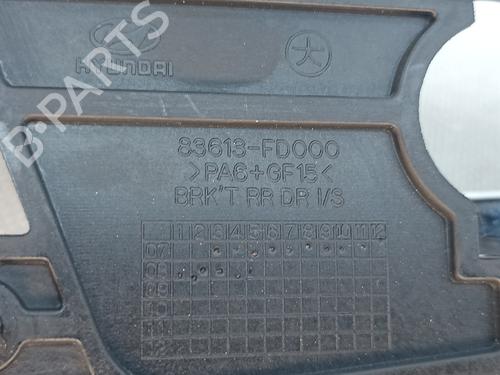 HYUNDAI
大
83613-FD000
>PA6+GF15<
BRK'T RR DR I/S
1 2 3 4 5 6 7 8 9 10 11 12
07
08
09
10
11
12
B-PARTS